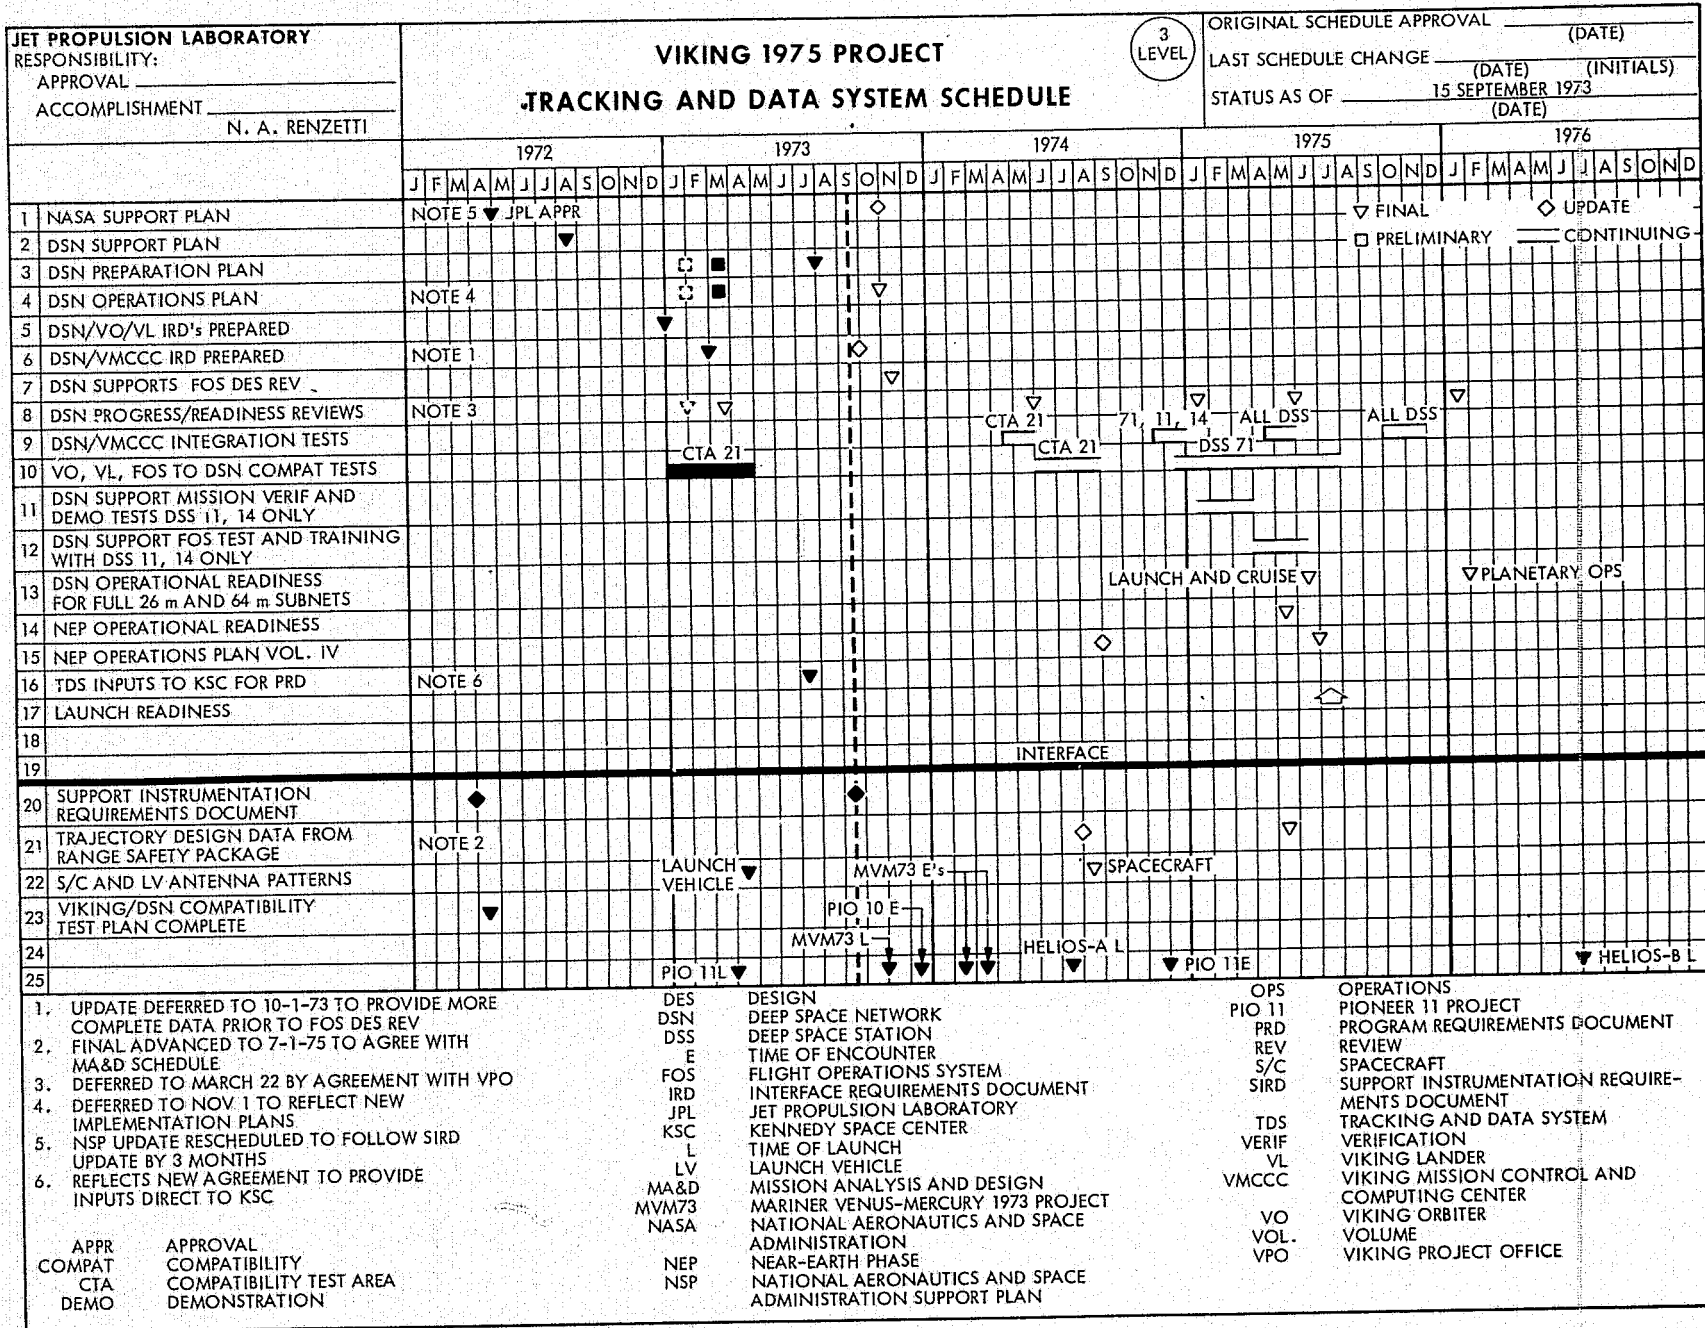 JET PROPULSION LABORATORY
RESPONSIBILITY:
APPROVAL
ACCOMPLISHMENT
N. A. RENZETTI
VIKING 1975 PROJECT
TRACKING AND DATA SYSTEM SCHEDULE
3
LEVEL
ORIGINAL SCHEDULE APPROVAL
(DATE)
LAST SCHEDULE CHANGE
(DATE) (INITIALS)
STATUS AS OF 15 SEPTEMBER 1973
(DATE)
1972 1973 1974 1975 1976
J F M A M J J A S O N D J F M A M J J A S O N D J F M A M J J A S O N D J F M A M J J A S O N D J F M A M J J A S O N D
1 NASA SUPPORT PLAN NOTE 5 JPL APPR FINAL UPDATE
2 DSN SUPPORT PLAN PRELIMINARY CONTINUING
3 DSN PREPARATION PLAN
4 DSN OPERATIONS PLAN NOTE 4
5 DSN/VO/VL IRD's PREPARED
6 DSN/VMCCC IRD PREPARED NOTE 1
7 DSN SUPPORTS FOS DES REV
8 DSN PROGRESS/READINESS REVIEWS NOTE 3
CTA 21 71, 11, 14 ALL DSS ALL DSS
9 DSN/VMCCC INTEGRATION TESTS
CTA 21 CTA 21 DSS 71
10 VO, VL, FOS TO DSN COMPAT TESTS
11 DSN SUPPORT MISSION VERIF AND
DEMO TESTS DSS 11, 14 ONLY
12 DSN SUPPORT FOS TEST AND TRAINING
WITH DSS 11, 14 ONLY
13 DSN OPERATIONAL READINESS
FOR FULL 26 m AND 64 m SUBNETS
LAUNCH AND CRUISE PLANETARY OPS
14 NEP OPERATIONAL READINESS
15 NEP OPERATIONS PLAN VOL. IV
16 TDS INPUTS TO KSC FOR PRD NOTE 6
17 LAUNCH READINESS
18
19
INTERFACE
20 SUPPORT INSTRUMENTATION
REQUIREMENTS DOCUMENT
21 TRAJECTORY DESIGN DATA FROM
RANGE SAFETY PACKAGE
NOTE 2
22 S/C AND LV ANTENNA PATTERNS
LAUNCH
VEHICLE
MVM73 E's
SPACECRAFT
23 VIKING/DSN COMPATIBILITY
TEST PLAN COMPLETE
PIO 10 E
24
MVM73 L
HELIOS-A L
25
PIO 11L
PIO 11E
HELIOS-B L
1. UPDATE DEFERRED TO 10-1-73 TO PROVIDE MORE
COMPLETE DATA PRIOR TO FOS DES REV
2. FINAL ADVANCED TO 7-1-75 TO AGREE WITH
MA&D SCHEDULE
3. DEFERRED TO MARCH 22 BY AGREEMENT WITH VPO
4. DEFERRED TO NOV 1 TO REFLECT NEW
IMPLEMENTATION PLANS
5. NSP UPDATE RESCHEDULED TO FOLLOW SIRD
UPDATE BY 3 MONTHS
6. REFLECTS NEW AGREEMENT TO PROVIDE
INPUTS DIRECT TO KSC
APPR APPROVAL
COMPAT COMPATIBILITY
CTA COMPATIBILITY TEST AREA
DEMO DEMONSTRATION
DES DESIGN
DSN DEEP SPACE NETWORK
DSS DEEP SPACE STATION
E TIME OF ENCOUNTER
FOS FLIGHT OPERATIONS SYSTEM
IRD INTERFACE REQUIREMENTS DOCUMENT
JPL JET PROPULSION LABORATORY
KSC KENNEDY SPACE CENTER
L TIME OF LAUNCH
LV LAUNCH VEHICLE
MA&D MISSION ANALYSIS AND DESIGN
MVM73 MARINER VENUS-MERCURY 1973 PROJECT
NASA NATIONAL AERONAUTICS AND SPACE
ADMINISTRATION
NEP NEAR-EARTH PHASE
NSP NATIONAL AERONAUTICS AND SPACE
ADMINISTRATION SUPPORT PLAN
OPS OPERATIONS
PIO 11 PIONEER 11 PROJECT
PRD PROGRAM REQUIREMENTS DOCUMENT
REV REVIEW
S/C SPACECRAFT
SIRD SUPPORT INSTRUMENTATION REQUIRE-
MENTS DOCUMENT
TDS TRACKING AND DATA SYSTEM
VERIF VERIFICATION
VL VIKING LANDER
VMCCC VIKING MISSION CONTROL AND
COMPUTING CENTER
VO VIKING ORBITER
VOL. VOLUME
VPO VIKING PROJECT OFFICE